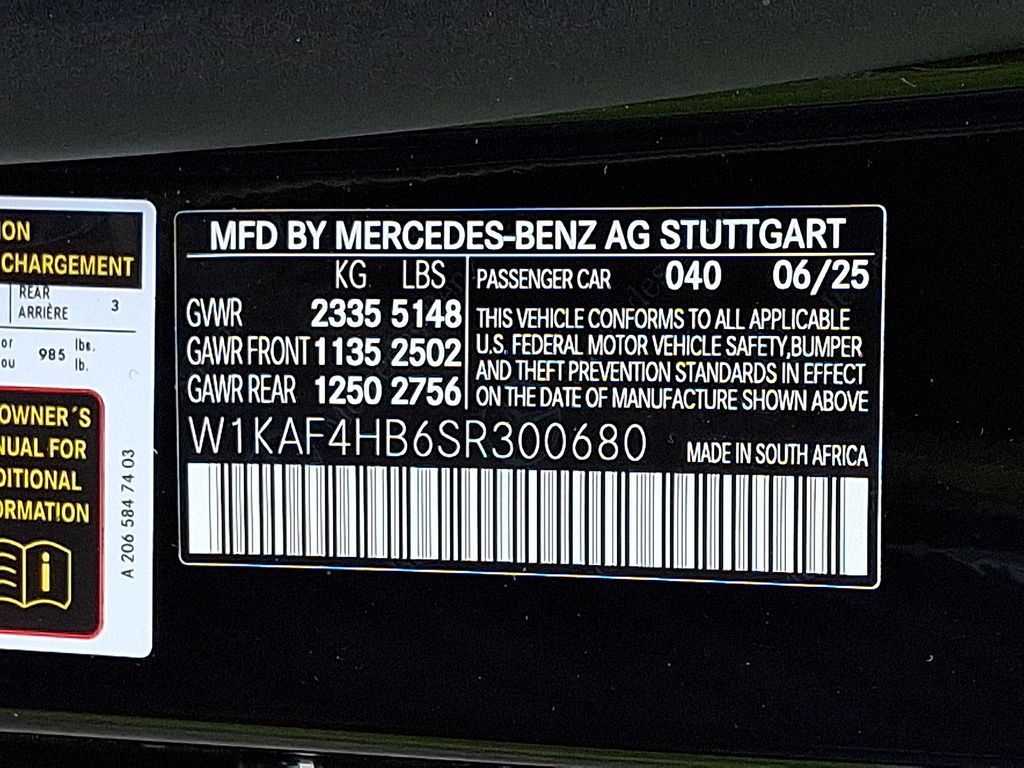 ON
CHARGEMENT
REAR
ARRIÈRE 3
or
ou 985 lbs.
lb.
OWNER´S
NUAL FOR
DITIONAL
ORMATION
A 206 584 74 03
MFD BY MERCEDES-BENZ AG STUTTGART
KG LBS
GVWR 2335 5148
GAWR FRONT 1135 2502
GAWR REAR 1250 2756
PASSENGER CAR 040 06/25
THIS VEHICLE CONFORMS TO ALL APPLICABLE
U.S. FEDERAL MOTOR VEHICLE SAFETY,BUMPER
AND THEFT PREVENTION STANDARDS IN EFFECT
ON THE DATE OF MANUFACTURE SHOWN ABOVE
W1KAF4HB6SR300680
MADE IN SOUTH AFRICA